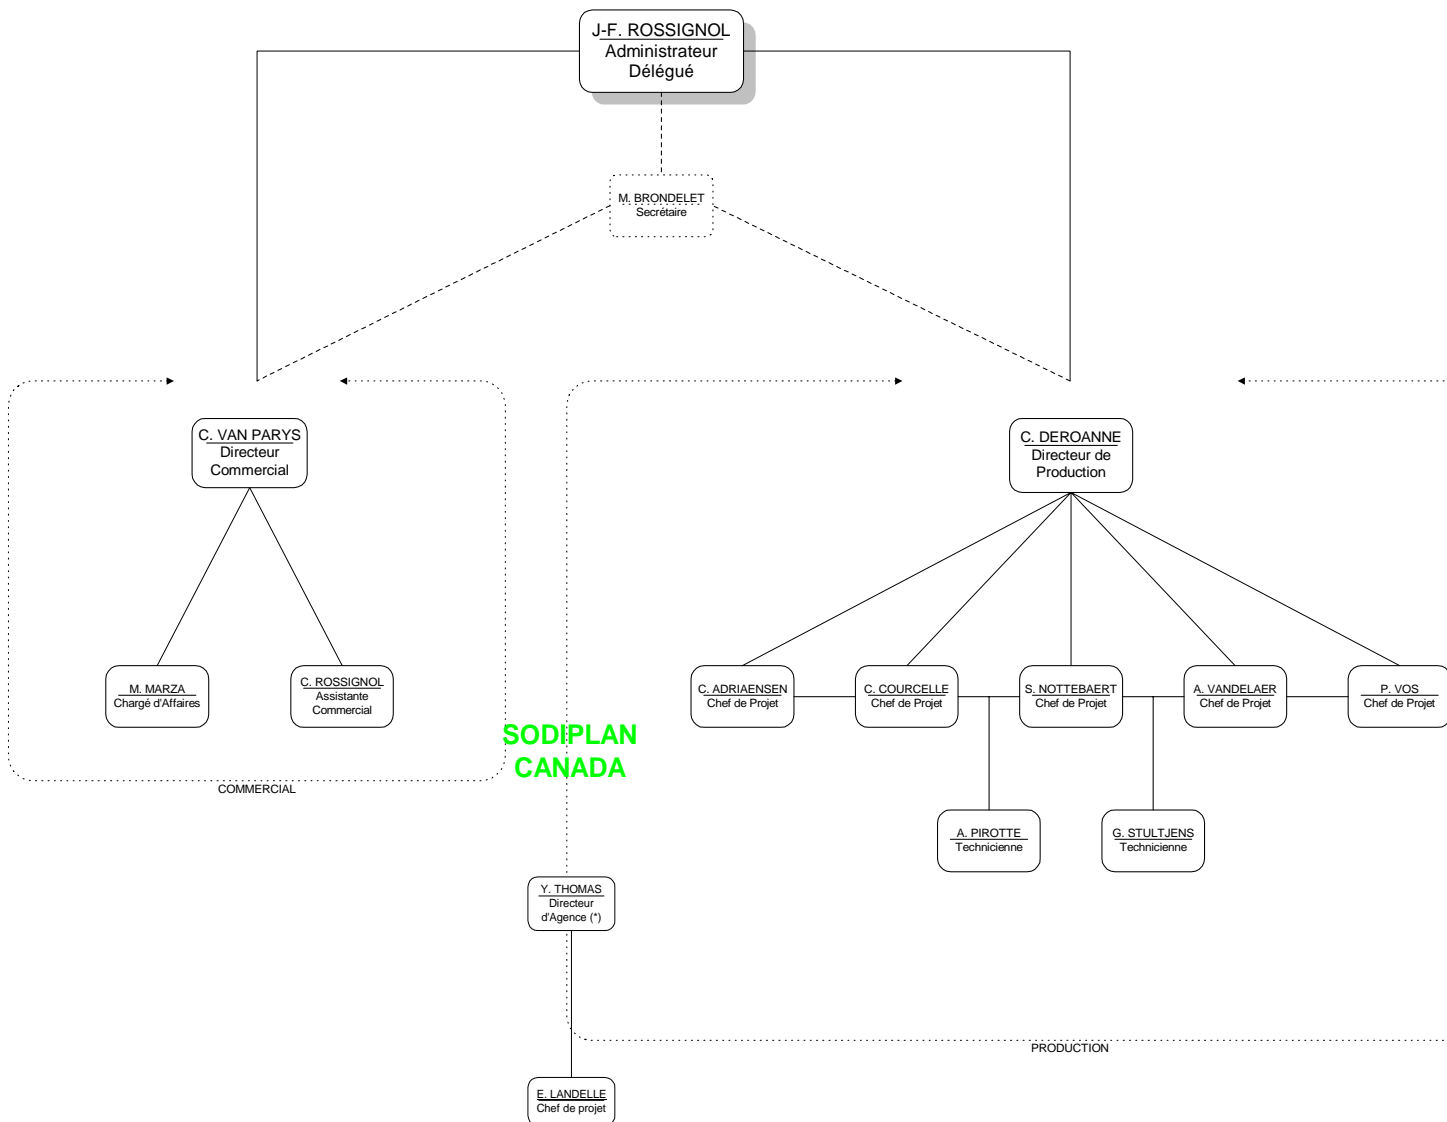 J-F. ROSSIGNOL
Administrateur
Délégué
M. BRONDELET
Secrétaire
C. VAN PARYS
Directeur
Commercial
C. DEROANNE
Directeur de
Production
M. MARZA
Chargé d'Affaires
C. ROSSIGNOL
Assistante
Commercial
C. ADRIAENSEN
Chef de Projet
C. COURCELLE
Chef de Projet
S. NOTTEBAERT
Chef de Projet
A. VANDELAER
Chef de Projet
P. VOS
Chef de Projet
SODIPLAN
CANADA
COMMERCIAL
A. PIROTTE
Technicienne
G. STULTJENS
Technicienne
Y. THOMAS
Directeur
d'Agence (*)
PRODUCTION
E. LANDELLE
Chef de projet